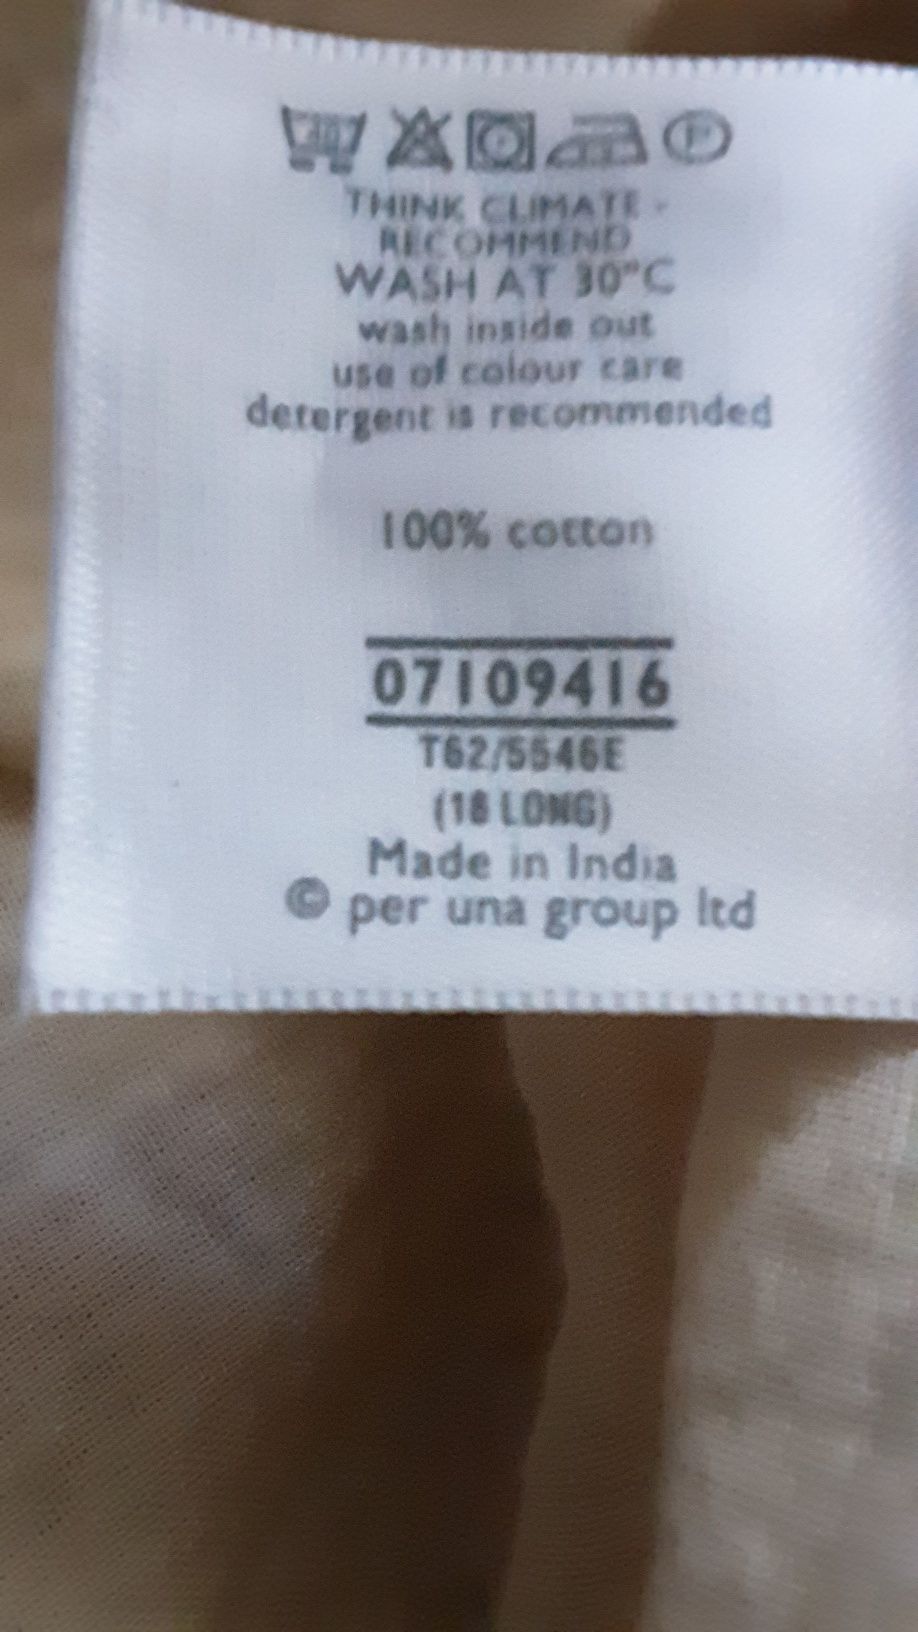 THINK CLIMATE -
RECOMMEND
WASH AT 30°C
wash inside out
use of colour care
detergent is recommended
100% cotton
07109416
T62/5546E
(18 LONG)
Made in India
© per una group ltd